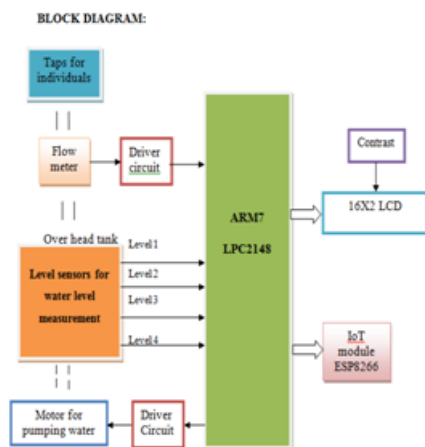 BLOCK DIAGRAM:
Taps for
individuals
Flow
meter
Driver
circuit
Contrast
16X2 LCD
ARM7
LPC2148
Over head tank
Level sensors for
water level
measurement
Level1
Level2
Level3
Level4
IoT
module
ESP8266
Motor for
pumping water
Driver
Circuit